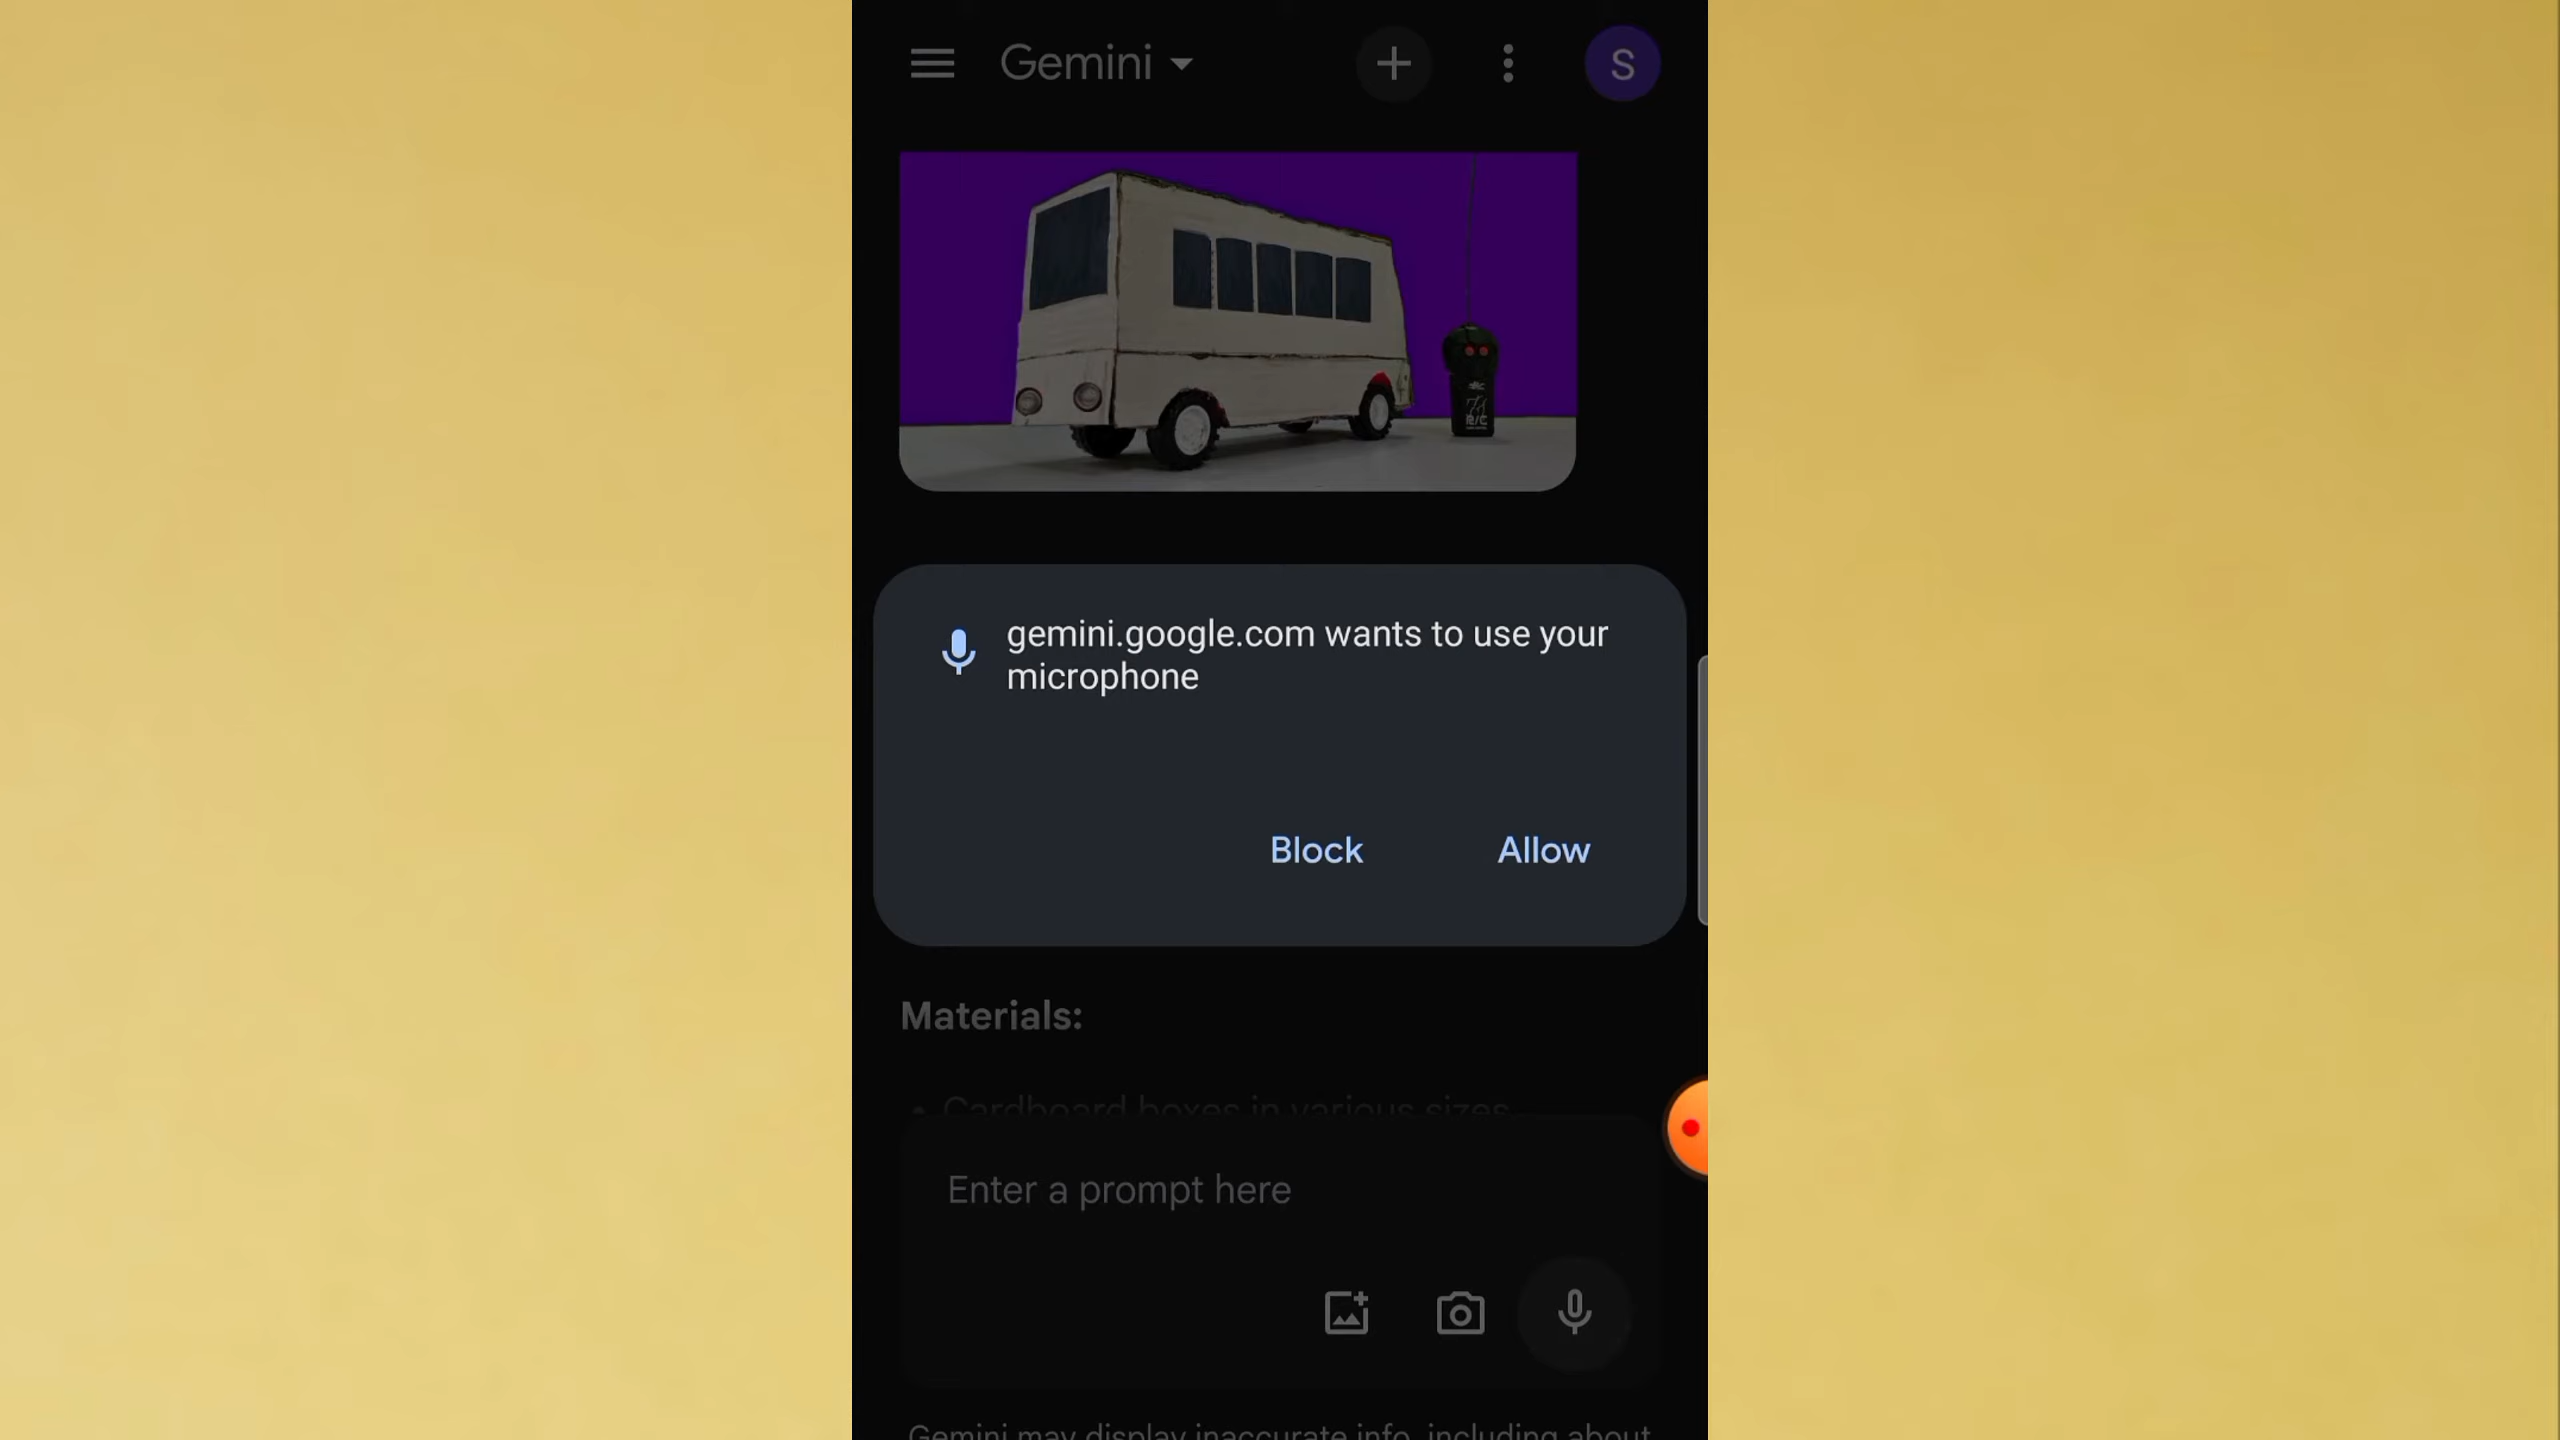 Gemini
S
R/C
gemini.google.com wants to use your
microphone
Block
Allow
Materials:
Cardboard boxes in various sizes
Enter a prompt here
Gemini may display inaccurate info, including about